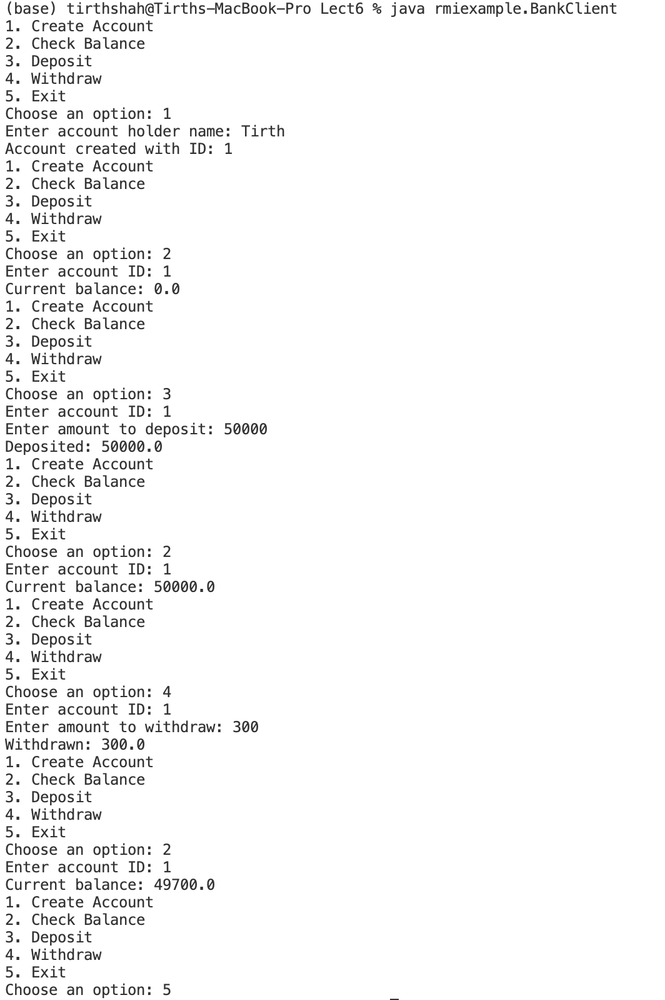 (base) tirthshah@Tirths-MacBook-Pro Lect6 % java rmiexample.BankClient
1. Create Account
2. Check Balance
3. Deposit
4. Withdraw
5. Exit
Choose an option: 1
Enter account holder name: Tirth
Account created with ID: 1
1. Create Account
2. Check Balance
3. Deposit
4. Withdraw
5. Exit
Choose an option: 2
Enter account ID: 1
Current balance: 0.0
1. Create Account
2. Check Balance
3. Deposit
4. Withdraw
5. Exit
Choose an option: 3
Enter account ID: 1
Enter amount to deposit: 50000
Deposited: 50000.0
1. Create Account
2. Check Balance
3. Deposit
4. Withdraw
5. Exit
Choose an option: 2
Enter account ID: 1
Current balance: 50000.0
1. Create Account
2. Check Balance
3. Deposit
4. Withdraw
5. Exit
Choose an option: 4
Enter account ID: 1
Enter amount to withdraw: 300
Withdrawn: 300.0
1. Create Account
2. Check Balance
3. Deposit
4. Withdraw
5. Exit
Choose an option: 2
Enter account ID: 1
Current balance: 49700.0
1. Create Account
2. Check Balance
3. Deposit
4. Withdraw
5. Exit
Choose an option: 5